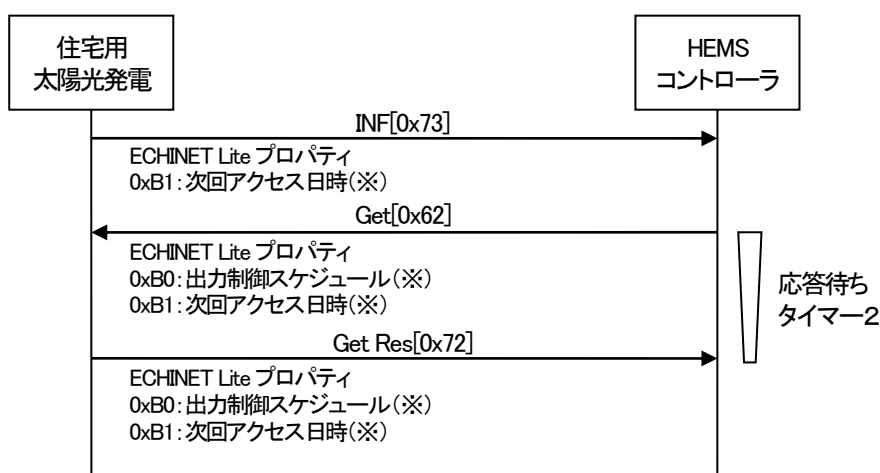 住宅用
太陽光発電
HEMS
コントローラ
INF[0x73]
ECHINET Lite プロパティ
0xB1:次回アクセス日時(※)
Get[0x62]
ECHINET Lite プロパティ
0xB0:出力制御スケジュール(※)
0xB1:次回アクセス日時(※)
応答待ち
タイマー2
Get Res[0x72]
ECHINET Lite プロパティ
0xB0:出力制御スケジュール(※)
0xB1:次回アクセス日時(※)